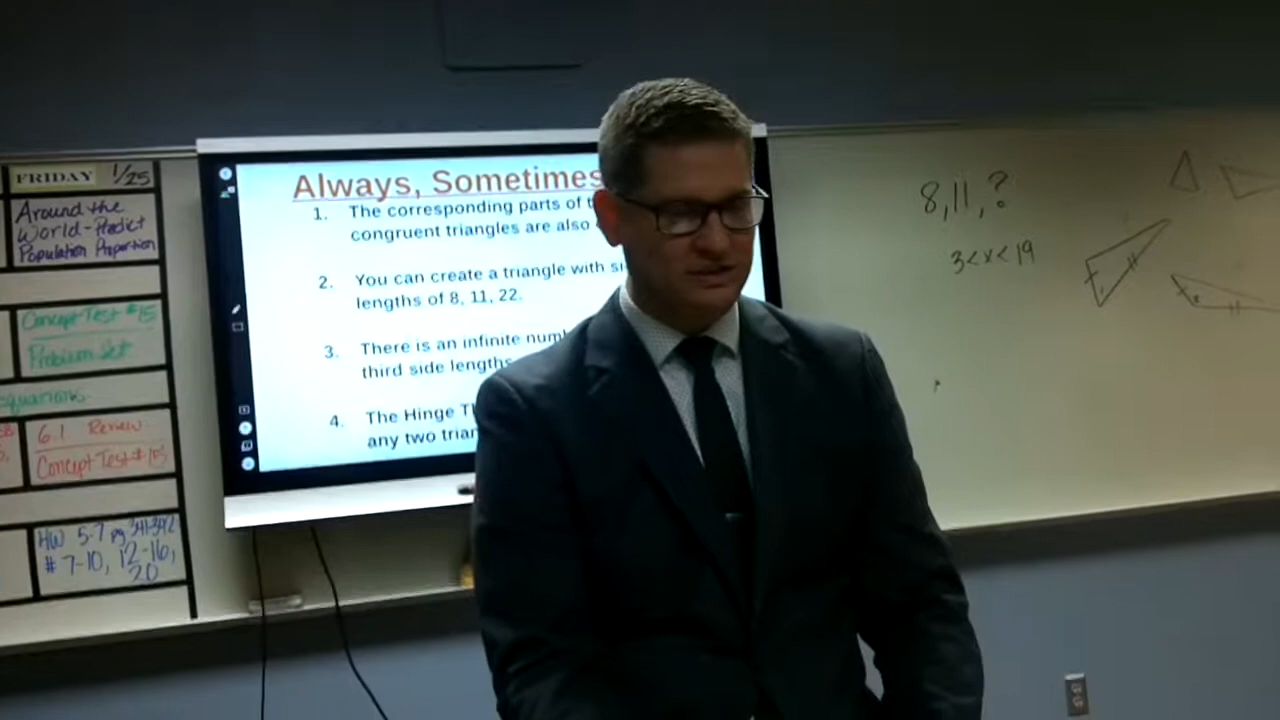 FRIDAY 1/25
Around the
World-Predict
Population Proportion
Concept Test #15
Problem Set
equations
6.1 Review
Concept Test #15
HW 5-7 pg 341-342
# 7-10, 12-16,
20
Always, Sometimes
1. The corresponding parts of
congruent triangles are also
2. You can create a triangle with si
lengths of 8, 11, 22.
3. There is an infinite num
third side lengths
4. The Hinge T
any two trian
8, 11, ?
3<x<19